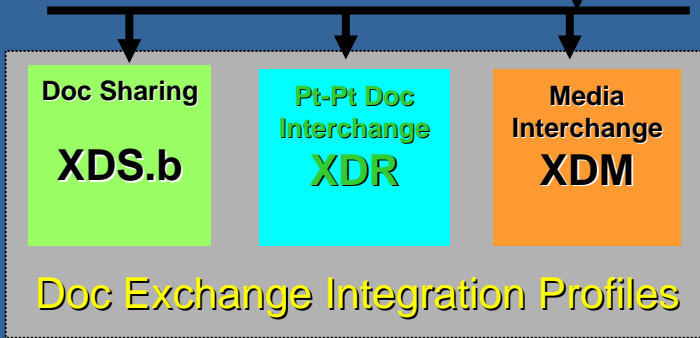 Doc Sharing
XDS.b
Pt-Pt Doc
Interchange
XDR
Media
Interchange
XDM
Doc Exchange Integration Profiles